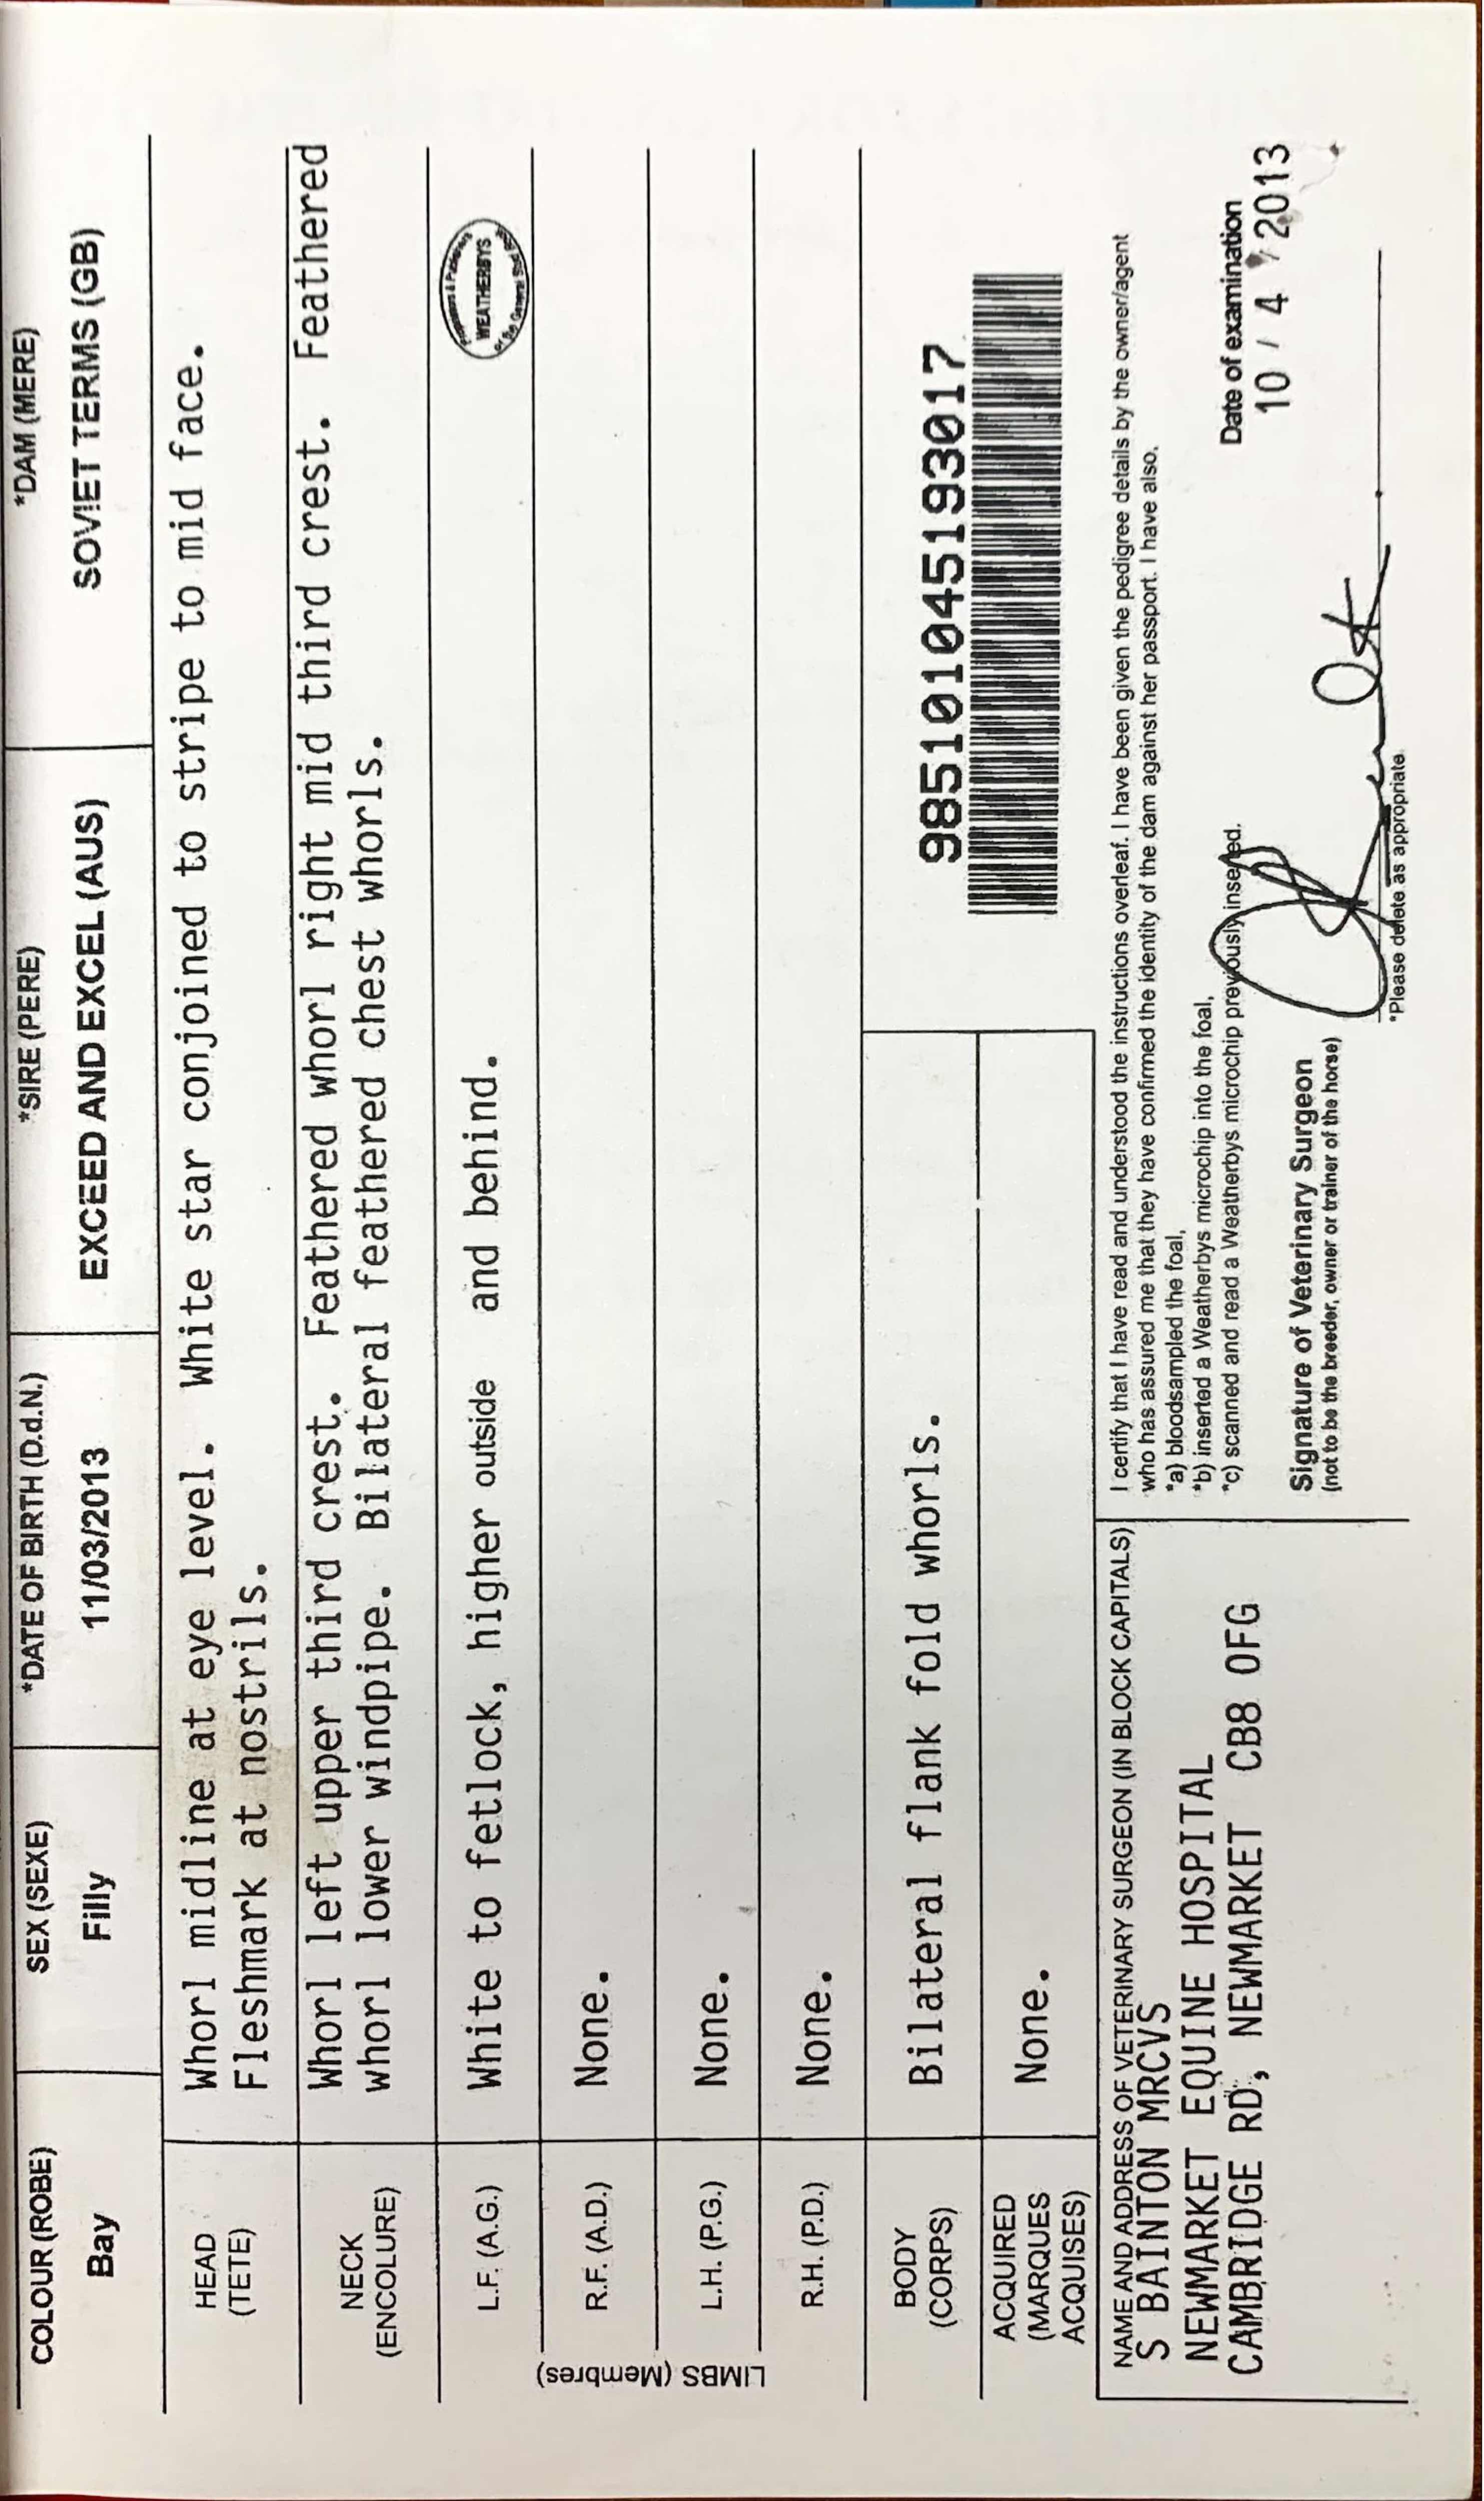 COLOUR (ROBE)
Bay
SEX (SEXE)
Filly
*DATE OF BIRTH (D.d.N.)
11/03/2013
*SIRE (PERE)
EXCEED AND EXCEL (AUS)
*DAM (MERE)
SOVIET TERMS (GB)
HEAD
(TETE)
Whorl midline at eye level. White star conjoined to stripe to mid face.
Fleshmark at nostrils.
NECK
(ENCOLURE)
Whorl left upper third crest. Feathered whorl right mid third crest. Feathered
whorl lower windpipe. Bilateral feathered chest whorls.
LIMBS (Membres)
L.F. (A.G.)
White to fetlock, higher outside and behind.
WEATHERBYS
R.F. (A.D.)
None.
L.H. (P.G.)
None.
R.H. (P.D.)
None.
BODY
(CORPS)
Bilateral flank fold whorls.
ACQUIRED
(MARQUES
ACQUISES)
None.
985101045193017
NAME AND ADDRESS OF VETERINARY SURGEON (IN BLOCK CAPITALS)
S BAINTON MRCVS
NEWMARKET EQUINE HOSPITAL
CAMBRIDGE RD, NEWMARKET CB8 0FG
I certify that I have read and understood the instructions overleaf. I have been given the pedigree details by the owner/agent
who has assured me that they have confirmed the identity of the dam against her passport. I have also,
*a) bloodsampled the foal,
*b) inserted a Weatherbys microchip into the foal,
*c) scanned and read a Weatherbys microchip previously inserted.
Date of examination
10 / 4 / 2013
Signature of Veterinary Surgeon
(not to be the breeder, owner or trainer of the horse)
*Please delete as appropriate